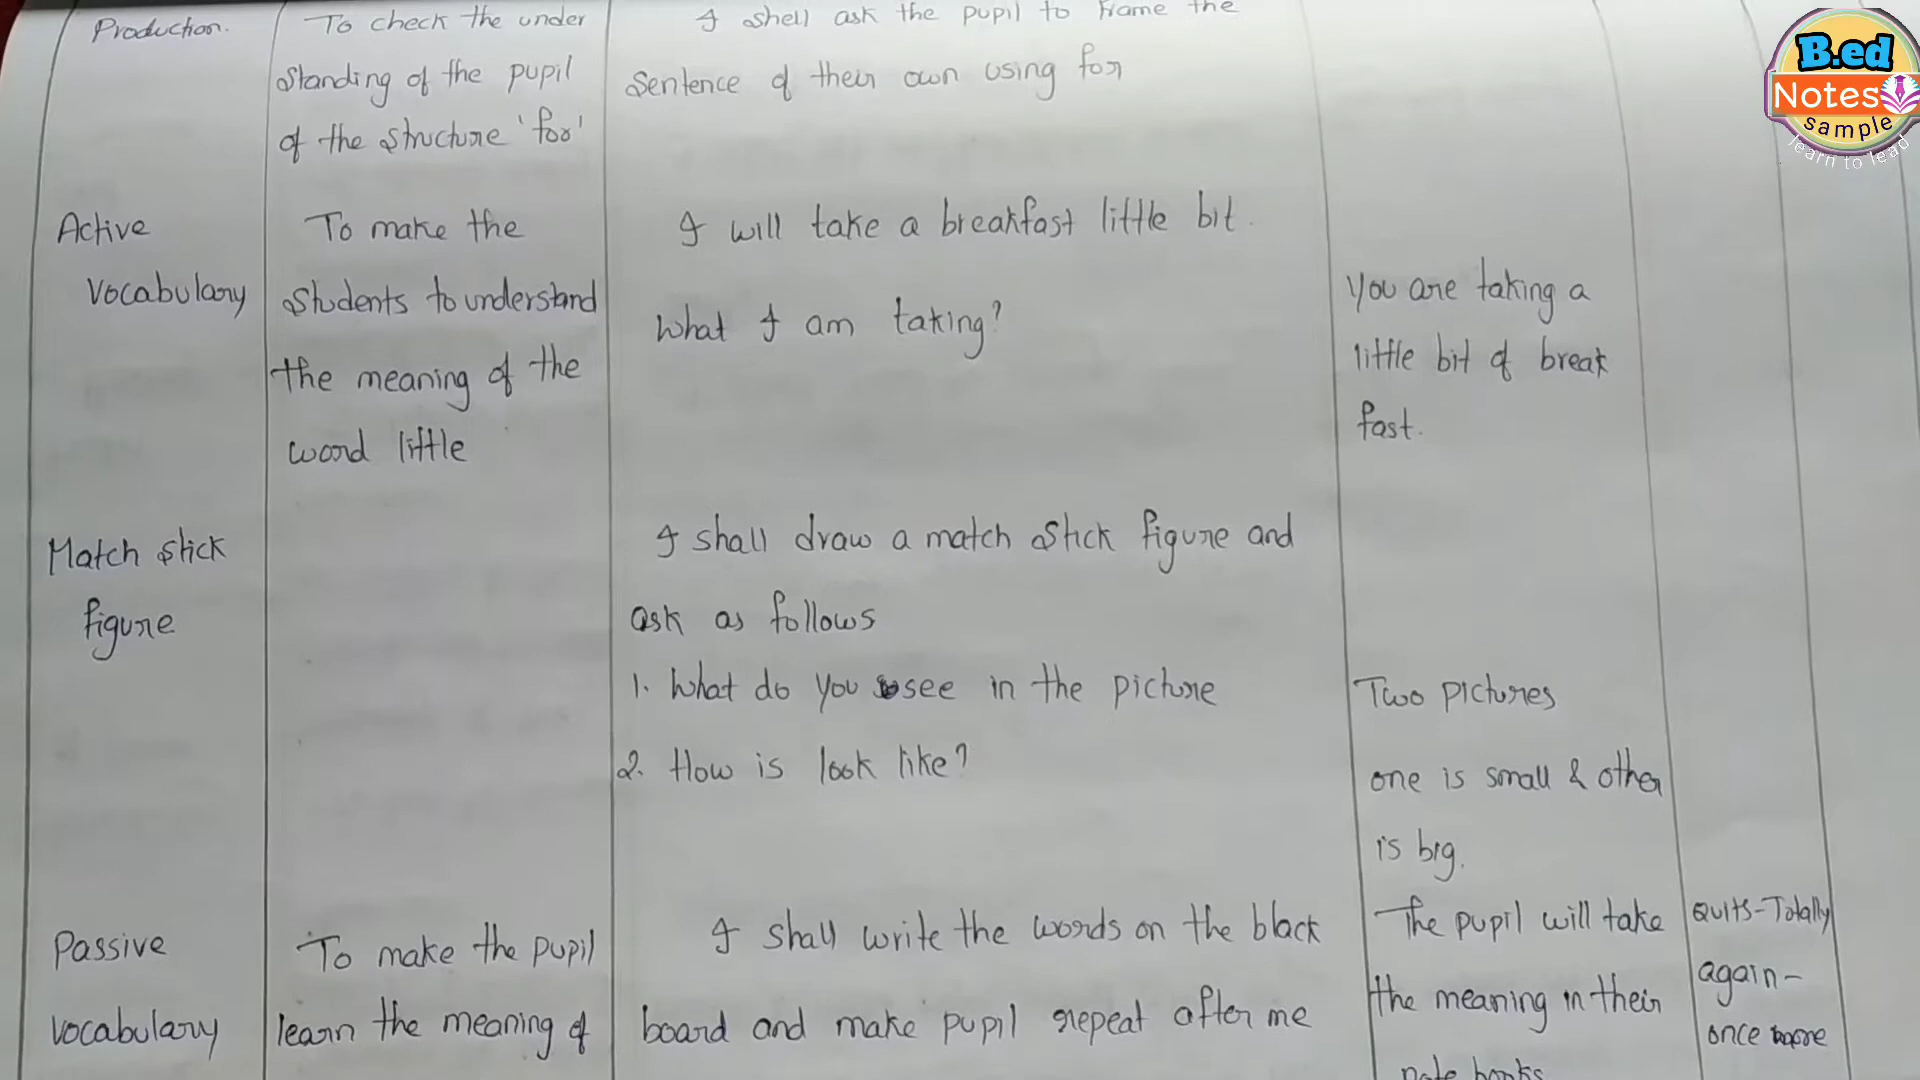 Production.
To check the under
standing of the pupil
of the structure 'for'
I shell ask the pupil to frame the
sentence of their own using for
Active
Vocabulary
To make the
students to understand
the meaning of the
word little
I will take a breakfast little bit.
What I am taking?
You are taking a
little bit of break
fast.
Match stick
figure
I shall draw a match stick figure and
ask as follows
1. What do you see in the picture
2. How is look like?
Two pictures
one is small & other
is big.
Passive
vocabulary
To make the pupil
learn the meaning of
I shall write the words on the black
board and make pupil repeat after me
The pupil will take
the meaning in their
note books
Quits-Totally
again-
once more
B.ed
Notes
sample
learn to lead